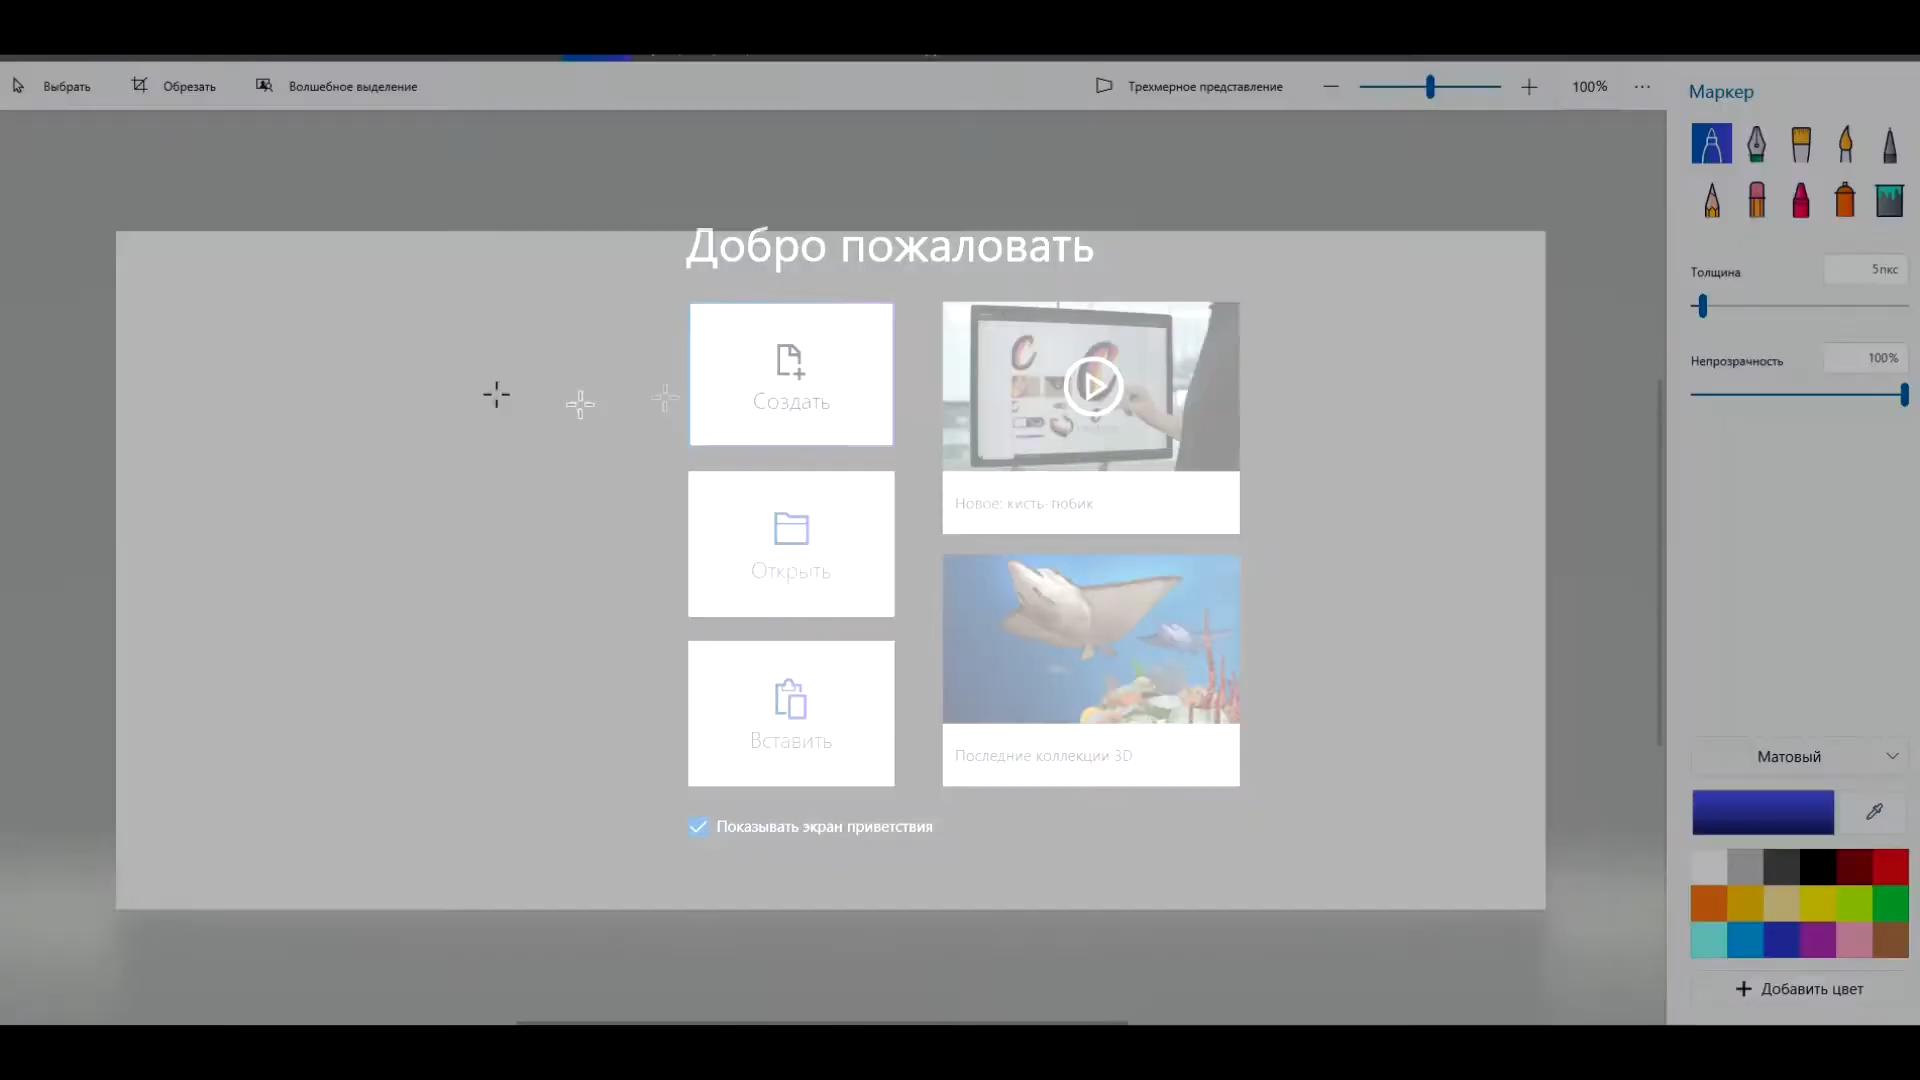 Выбрать
Обрезать
Волшебное выделение
Трехмерное представление
100%
Маркер
Толщина
5пкс
Непрозрачность
100%
Добро пожаловать
Создать
Открыть
Вставить
Новое: кисть-тюбик
Последние коллекции 3D
Показывать экран приветствия
Матовый
Добавить цвет